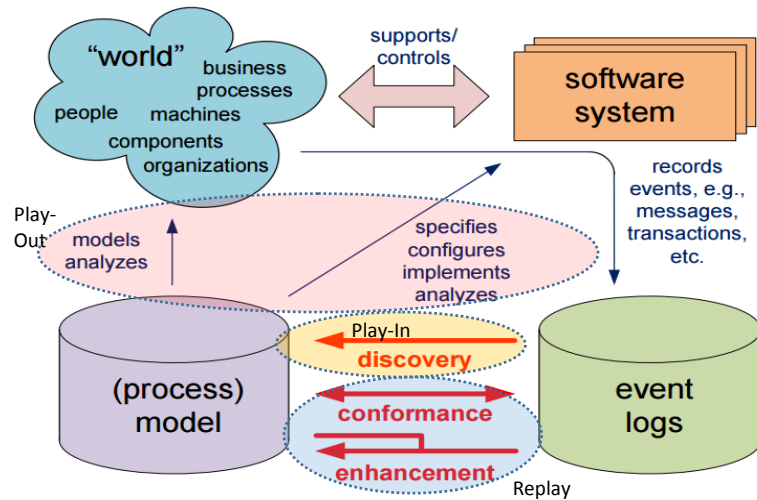 “world”
business
processes
people
machines
components
organizations
supports/
controls
software
system
records
events, e.g.,
messages,
transactions,
etc.
Play-
Out
models
analyzes
specifies
configures
implements
analyzes
Play-In
discovery
(process)
model
conformance
enhancement
event
logs
Replay